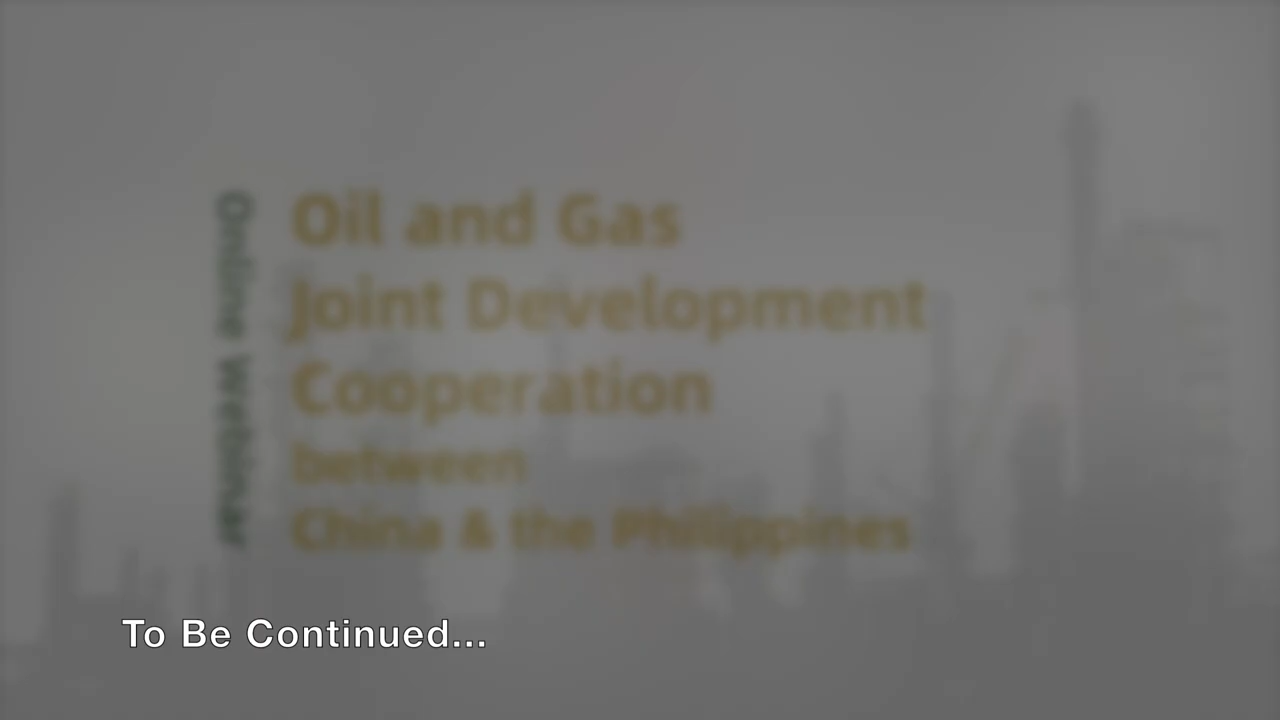 Online Webinar
Oil and Gas
Joint Development
Cooperation
between
China & the Philippines
To Be Continued...